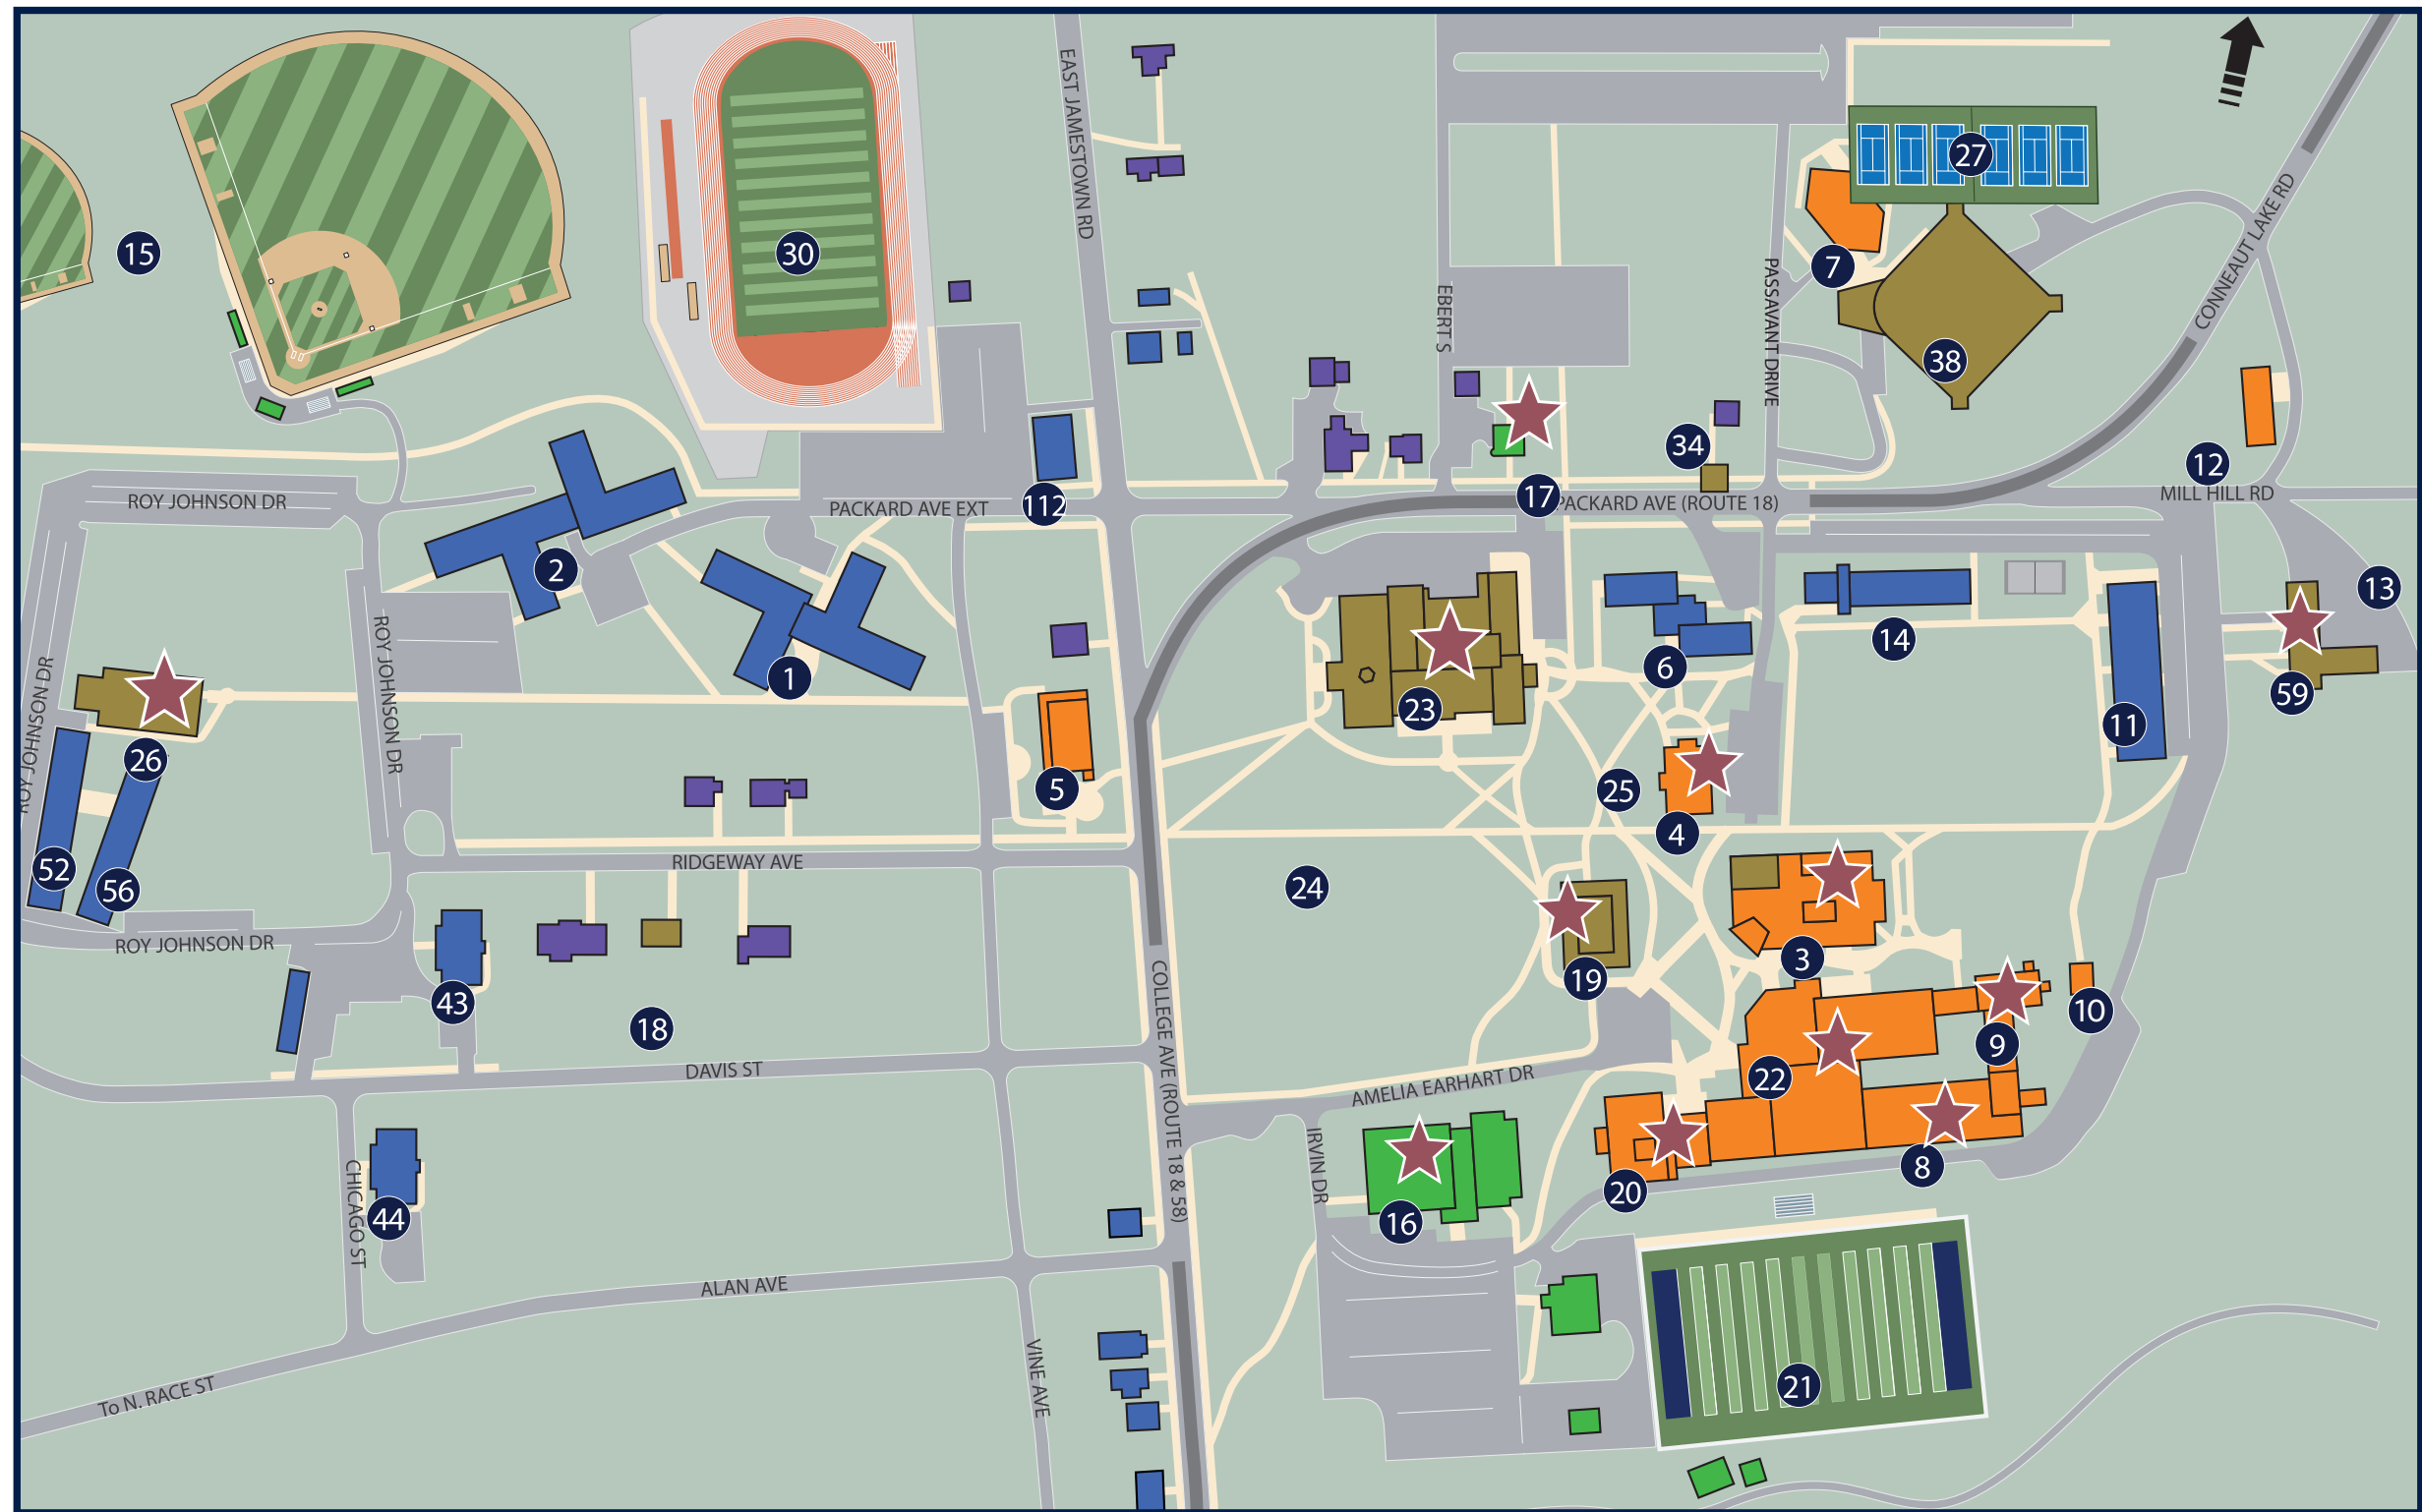 EAST JAMESTOWN RD
27
15
30
7
CONNEAUT LAKE RD
EBERT S
PASSAVANT DRIVE
38
34
12
ROY JOHNSON DR
PACKARD AVE EXT
112
17
PACKARD AVE (ROUTE 18)
MILL HILL RD
2
13
14
6
1
59
ROY JOHNSON DR
ROY JOHNSON DR
23
11
26
5
25
4
52
56
RIDGEWAY AVE
24
ROY JOHNSON DR
3
19
43
18
10
9
COLLEGE AVE (ROUTE 18 & 58)
DAVIS ST
22
AMELIA EARHART DR
IRVIN DR
8
20
CHICAGO ST
44
16
ALAN AVE
VINE AVE
21
To N. RACE ST